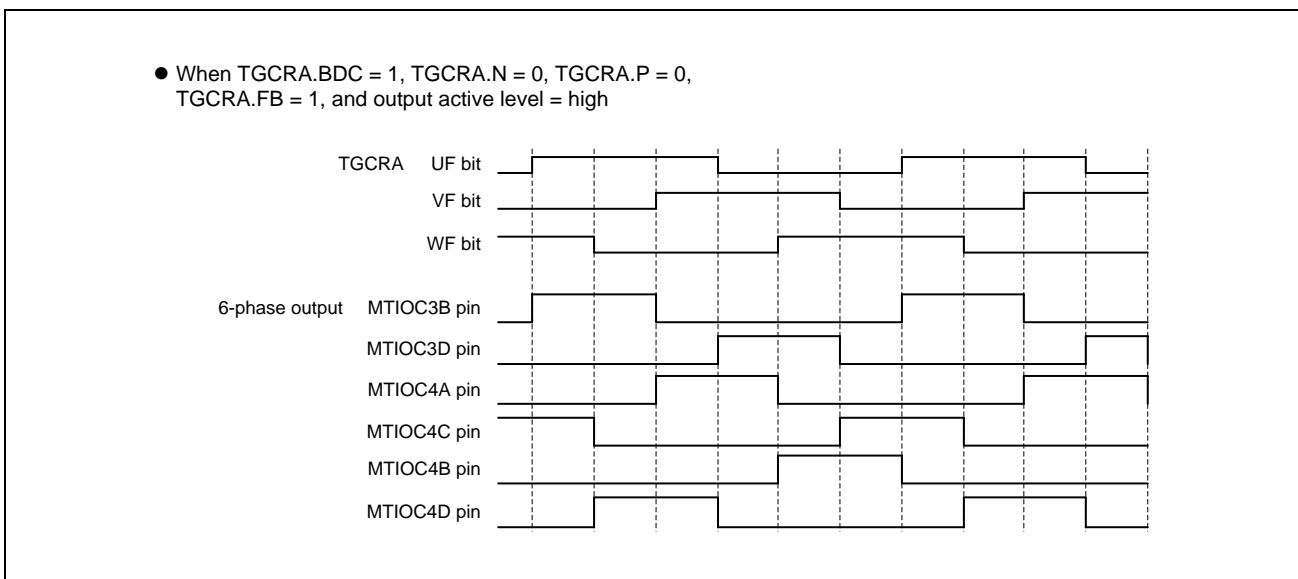 ● When TGCRA.BDC = 1, TGCRA.N = 0, TGCRA.P = 0,
TGCRA.FB = 1, and output active level = high
TGCRA UF bit
VF bit
WF bit
6-phase output MTIOC3B pin
MTIOC3D pin
MTIOC4A pin
MTIOC4C pin
MTIOC4B pin
MTIOC4D pin